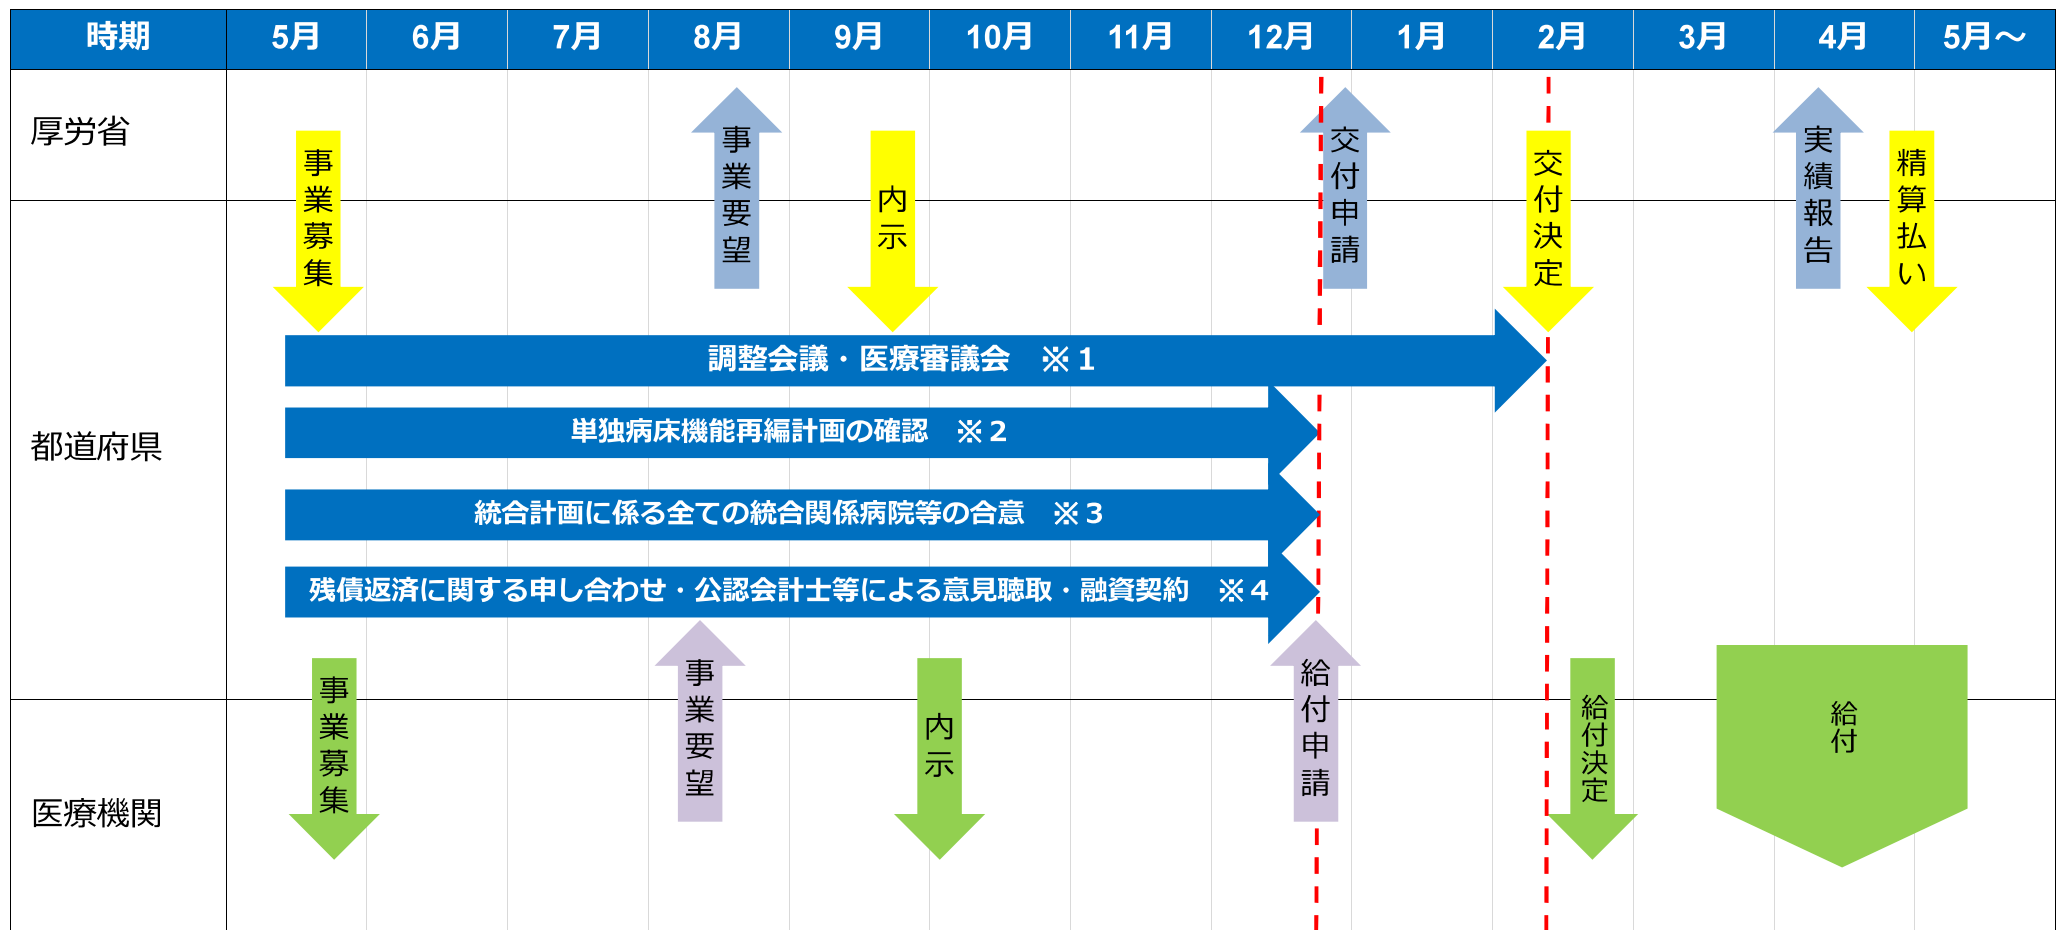 時期 5月 6月 7月 8月 9月 10月 11月 12月 1月 2月 3月 4月 5月～
厚労省
事業募集
事業要望
内示
交付申請
交付決定
実績報告
精算払い
都道府県
調整会議・医療審議会　※１
単独病床機能再編計画の確認　※２
統合計画に係る全ての統合関係病院等の合意　※３
残債返済に関する申し合わせ・公認会計士等による意見聴取・融資契約　※４
医療機関
事業募集
事業要望
内示
給付申請
給付決定
給付